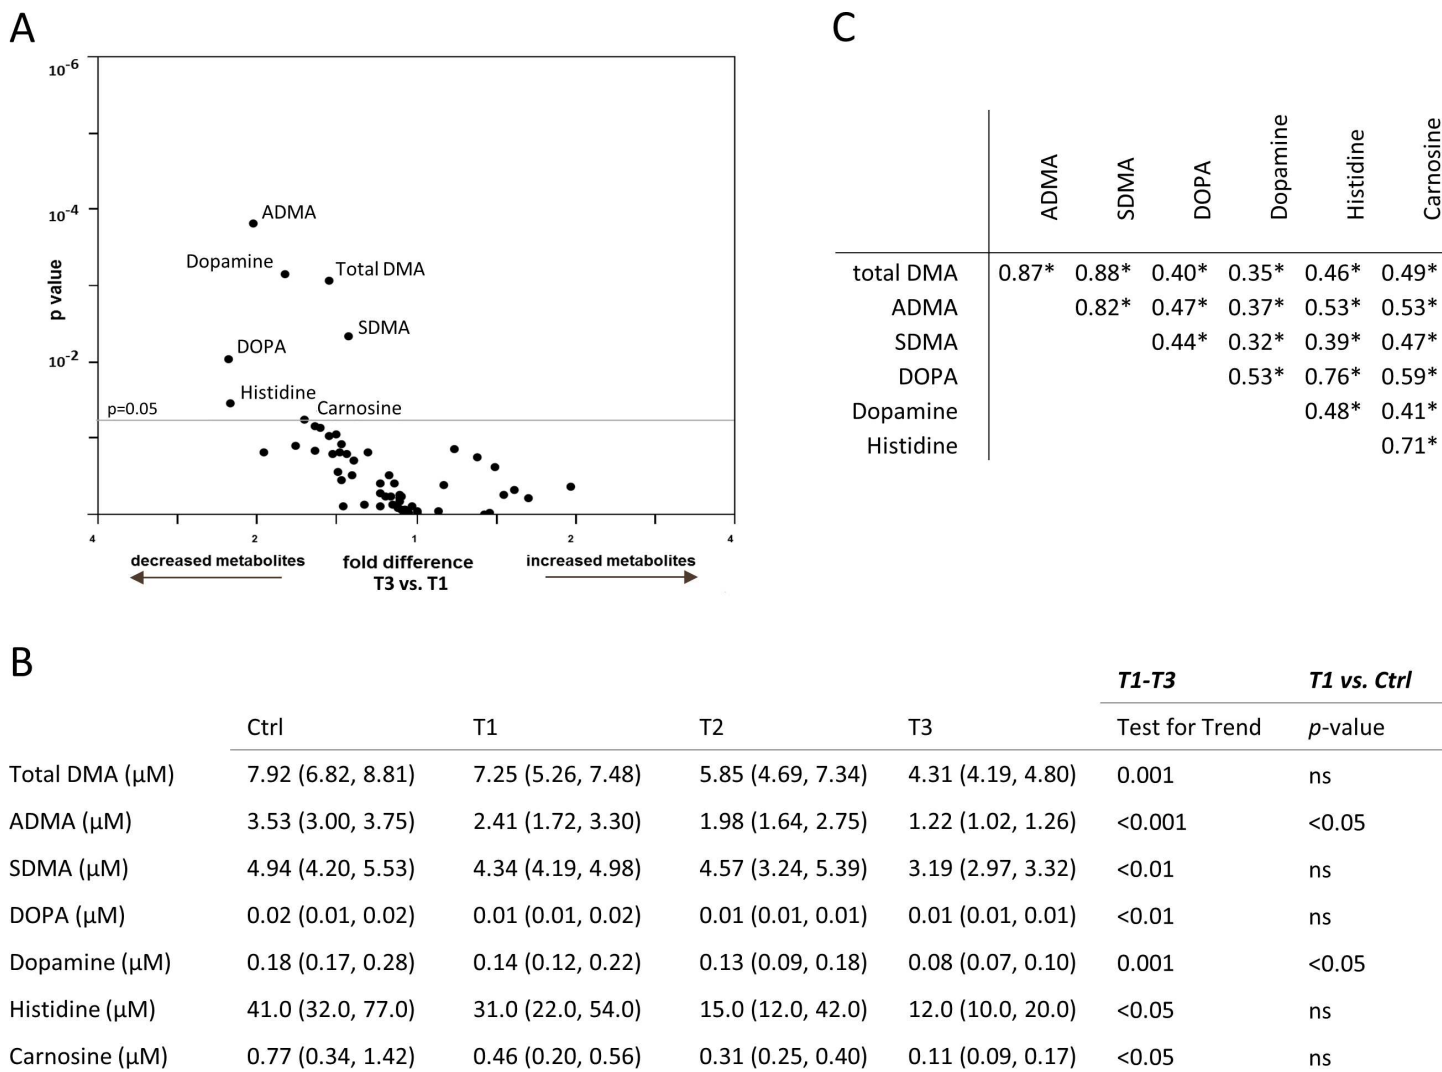 A
10-6
10-4
10-2
p value
ADMA
Dopamine
Total DMA
SDMA
DOPA
Histidine
Carnosine
p=0.05
4 2 1 2 4
decreased metabolites fold difference increased metabolites
T3 vs. T1
C
ADMA SDMA DOPA Dopamine Histidine Carnosine
total DMA 0.87* 0.88* 0.40* 0.35* 0.46* 0.49*
ADMA 0.82* 0.47* 0.37* 0.53* 0.53*
SDMA 0.44* 0.32* 0.39* 0.47*
DOPA 0.53* 0.76* 0.59*
Dopamine 0.48* 0.41*
Histidine 0.71*
B
T1-T3 T1 vs. Ctrl
Ctrl T1 T2 T3 Test for Trend p-value
Total DMA (µM) 7.92 (6.82, 8.81) 7.25 (5.26, 7.48) 5.85 (4.69, 7.34) 4.31 (4.19, 4.80) 0.001 ns
ADMA (µM) 3.53 (3.00, 3.75) 2.41 (1.72, 3.30) 1.98 (1.64, 2.75) 1.22 (1.02, 1.26) <0.001 <0.05
SDMA (µM) 4.94 (4.20, 5.53) 4.34 (4.19, 4.98) 4.57 (3.24, 5.39) 3.19 (2.97, 3.32) <0.01 ns
DOPA (µM) 0.02 (0.01, 0.02) 0.01 (0.01, 0.02) 0.01 (0.01, 0.01) 0.01 (0.01, 0.01) <0.01 ns
Dopamine (µM) 0.18 (0.17, 0.28) 0.14 (0.12, 0.22) 0.13 (0.09, 0.18) 0.08 (0.07, 0.10) 0.001 <0.05
Histidine (µM) 41.0 (32.0, 77.0) 31.0 (22.0, 54.0) 15.0 (12.0, 42.0) 12.0 (10.0, 20.0) <0.05 ns
Carnosine (µM) 0.77 (0.34, 1.42) 0.46 (0.20, 0.56) 0.31 (0.25, 0.40) 0.11 (0.09, 0.17) <0.05 ns